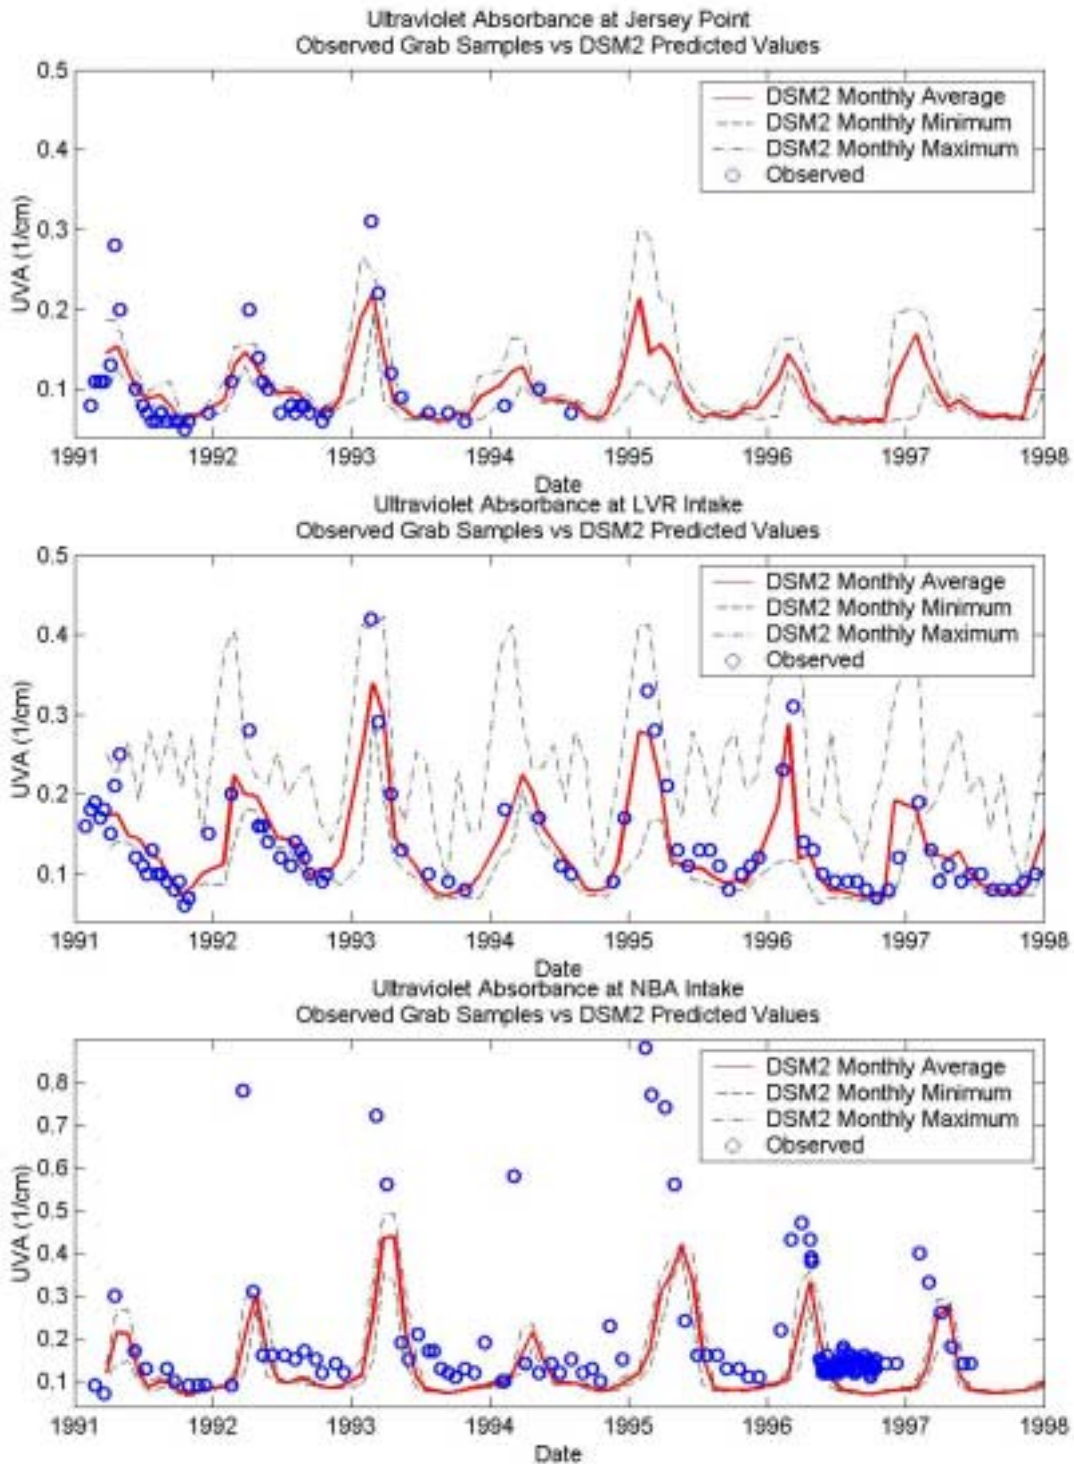 Ultraviolet Absorbance at Jersey Point
Observed Grab Samples vs DSM2 Predicted Values
0.5
0.4
0.3
0.2
0.1
UVA (1/cm)
DSM2 Monthly Average
DSM2 Monthly Minimum
DSM2 Monthly Maximum
Observed
1991 1992 1993 1994 1995 1996 1997 1998
Date
Ultraviolet Absorbance at LVR Intake
Observed Grab Samples vs DSM2 Predicted Values
0.5
0.4
0.3
0.2
0.1
UVA (1/cm)
DSM2 Monthly Average
DSM2 Monthly Minimum
DSM2 Monthly Maximum
Observed
1991 1992 1993 1994 1995 1996 1997 1998
Date
Ultraviolet Absorbance at NBA Intake
Observed Grab Samples vs DSM2 Predicted Values
0.8
0.7
0.6
0.5
0.4
0.3
0.2
0.1
UVA (1/cm)
DSM2 Monthly Average
DSM2 Monthly Minimum
DSM2 Monthly Maximum
Observed
1991 1992 1993 1994 1995 1996 1997 1998
Date